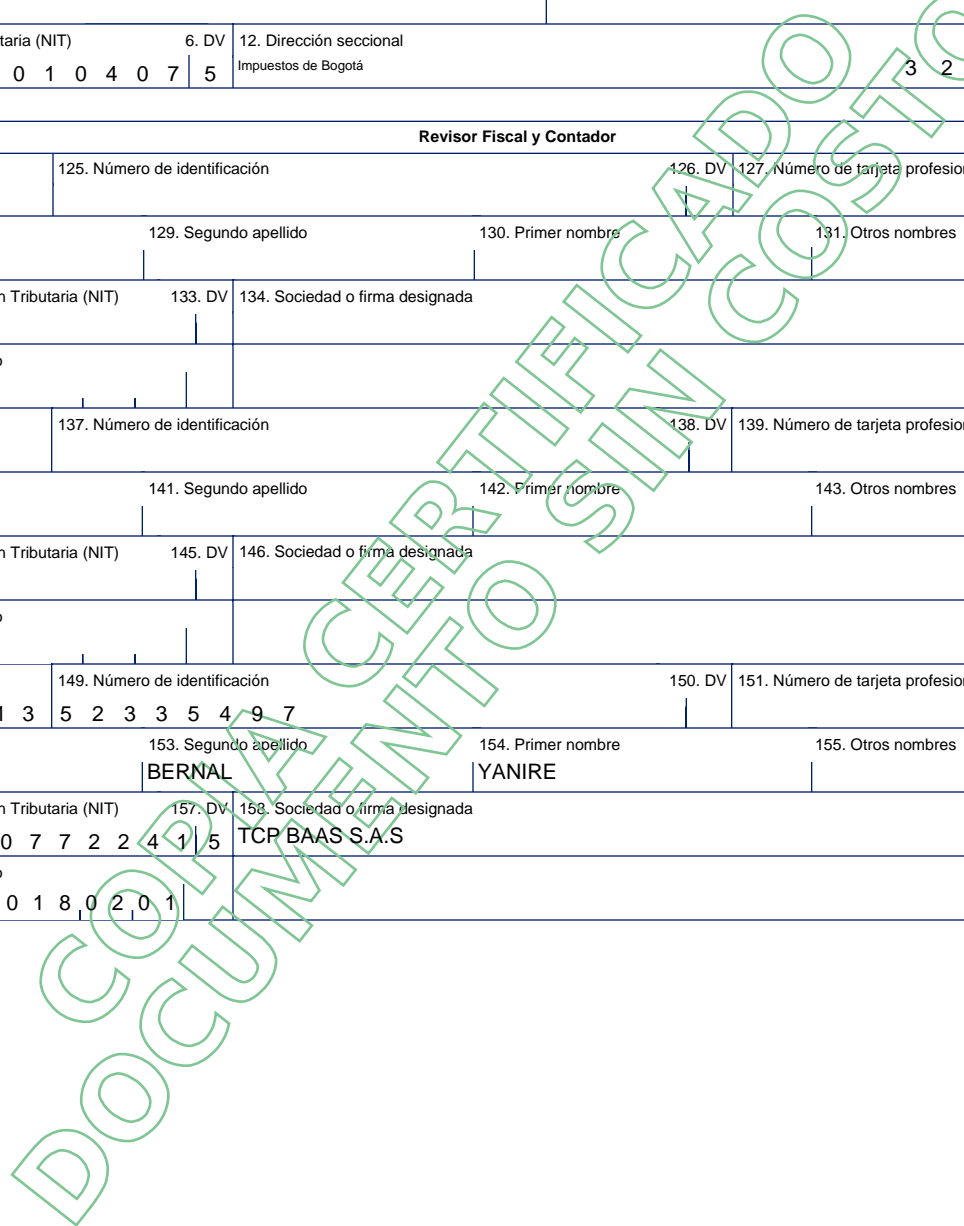 taria (NIT) 6. DV 12. Dirección seccional
0 1 0 4 0 7 5 Impuestos de Bogotá 3 2
Revisor Fiscal y Contador
125. Número de identificación 126. DV 127. Número de tarjeta profesion
129. Segundo apellido 130. Primer nombre 131. Otros nombres
n Tributaria (NIT) 133. DV 134. Sociedad o firma designada
o
137. Número de identificación 138. DV 139. Número de tarjeta profesion
141. Segundo apellido 142. Primer nombre 143. Otros nombres
n Tributaria (NIT) 145. DV 146. Sociedad o firma designada
o
149. Número de identificación 150. DV 151. Número de tarjeta profesion
1 3 5 2 3 3 5 4 9 7
153. Segundo apellido 154. Primer nombre 155. Otros nombres
BERNAL YANIRE
n Tributaria (NIT) 157. DV 158. Sociedad o firma designada
0 7 7 2 2 4 1 5 TCP BAAS S.A.S
o
0 1 8 0 2 0 1
COPIA CERTIFICADO
DOCUMENTO SIN COSTO